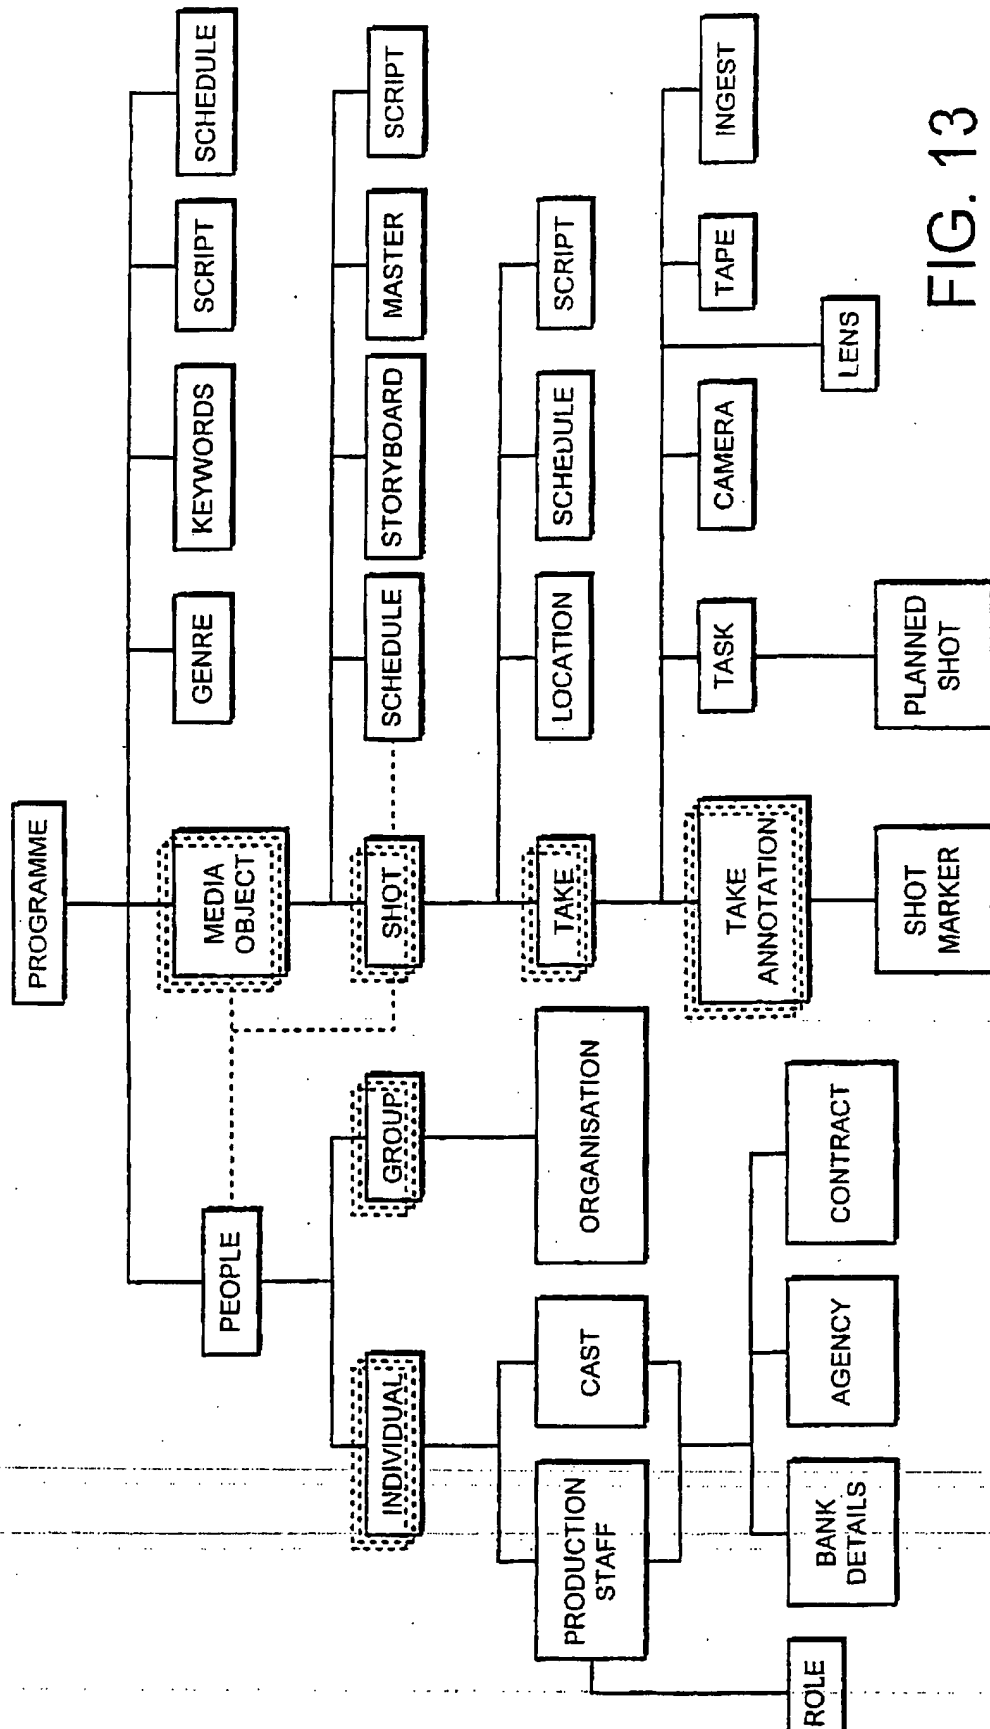 PROGRAMME
PEOPLE
MEDIA
OBJECT
GENRE
KEYWORDS
SCRIPT
SCHEDULE
INDIVIDUAL
GROUP
SHOT
SCHEDULE
STORYBOARD
MASTER
SCRIPT
PRODUCTION
STAFF
CAST
ORGANISATION
TAKE
LOCATION
SCHEDULE
SCRIPT
TAKE
ANNOTATION
TASK
CAMERA
TAPE
INGEST
ROLE
BANK
DETAILS
AGENCY
CONTRACT
LENS
SHOT
MARKER
PLANNED
SHOT
FIG. 13